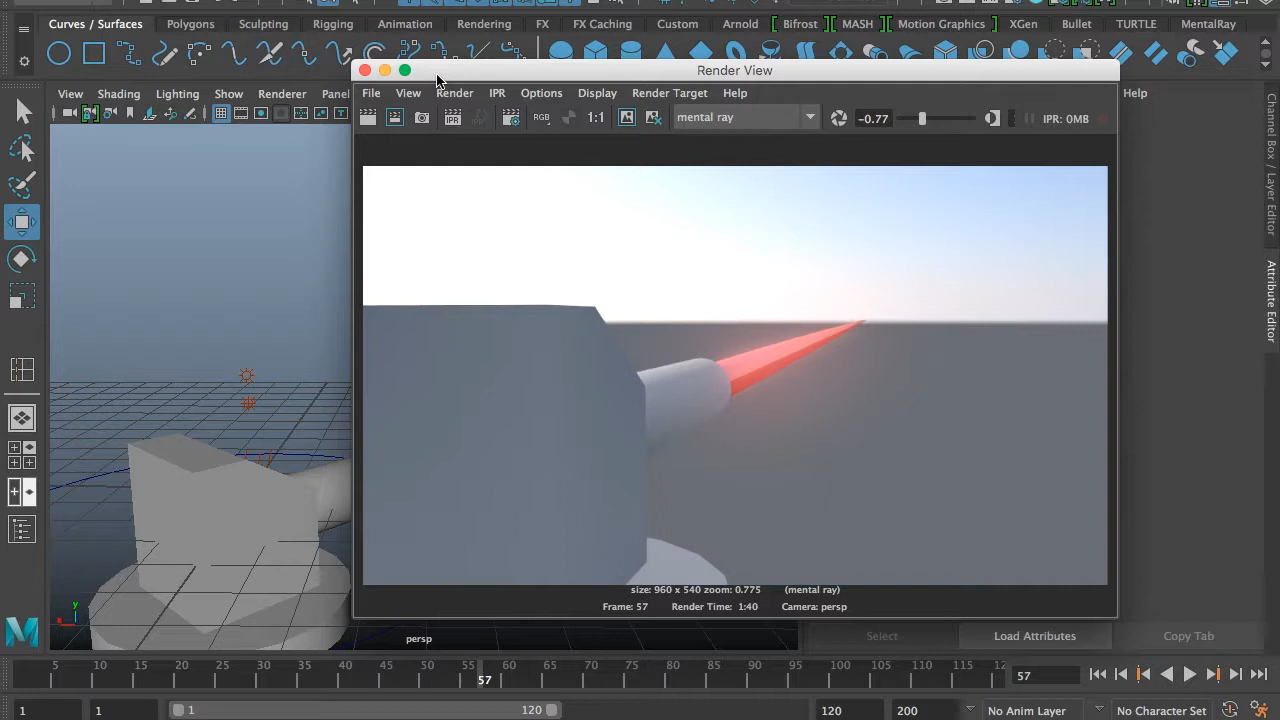 Curves / Surfaces Polygons Sculpting Rigging Animation Rendering FX FX Caching Custom Arnold Bifrost MASH Motion Graphics XGen Bullet TURTLE MentalRay
Render View
View Shading Lighting Show Renderer Panel
File View Render IPR Options Display Render Target Help
Help
IPR RGB 1:1 mental ray -0.77 IPR: 0MB
Channel Box / Layer Editor
Attribute Editor
size: 960 x 540 zoom: 0.775 (mental ray)
Frame: 57 Render Time: 1:40 Camera: persp
y
persp
Select Load Attributes Copy Tab
5 10 15 20 25 30 35 40 45 50 55 60 65 70 75 80 85 90 95 100 105 110 115 12
57
57
1 1 1 120 120 200 No Anim Layer No Character Set